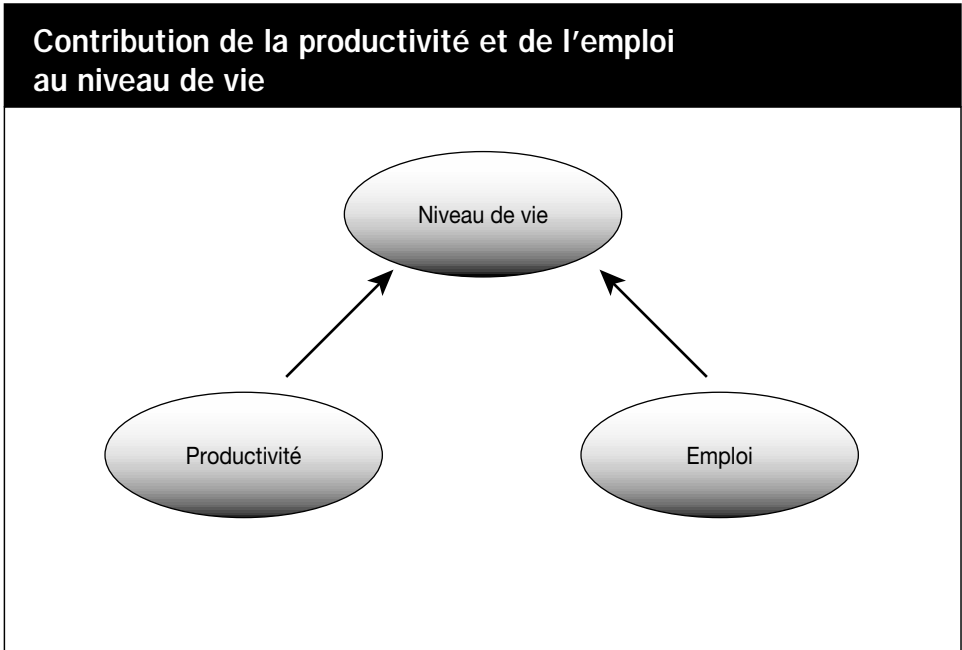 Contribution de la productivité et de l'emploi
au niveau de vie
Niveau de vie
Productivité
Emploi